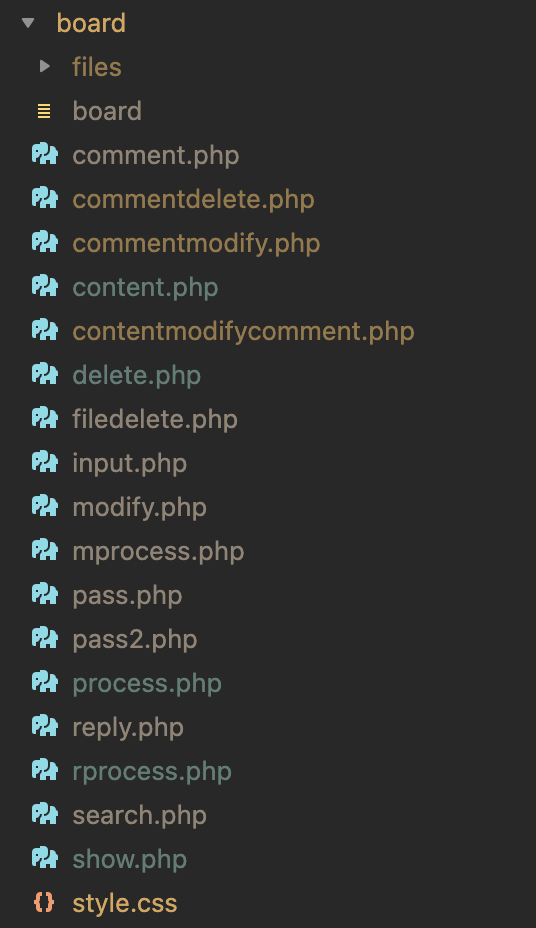 board
files
board
comment.php
commentdelete.php
commentmodify.php
content.php
contentmodifycomment.php
delete.php
filedelete.php
input.php
modify.php
mprocess.php
pass.php
pass2.php
process.php
reply.php
rprocess.php
search.php
show.php
style.css